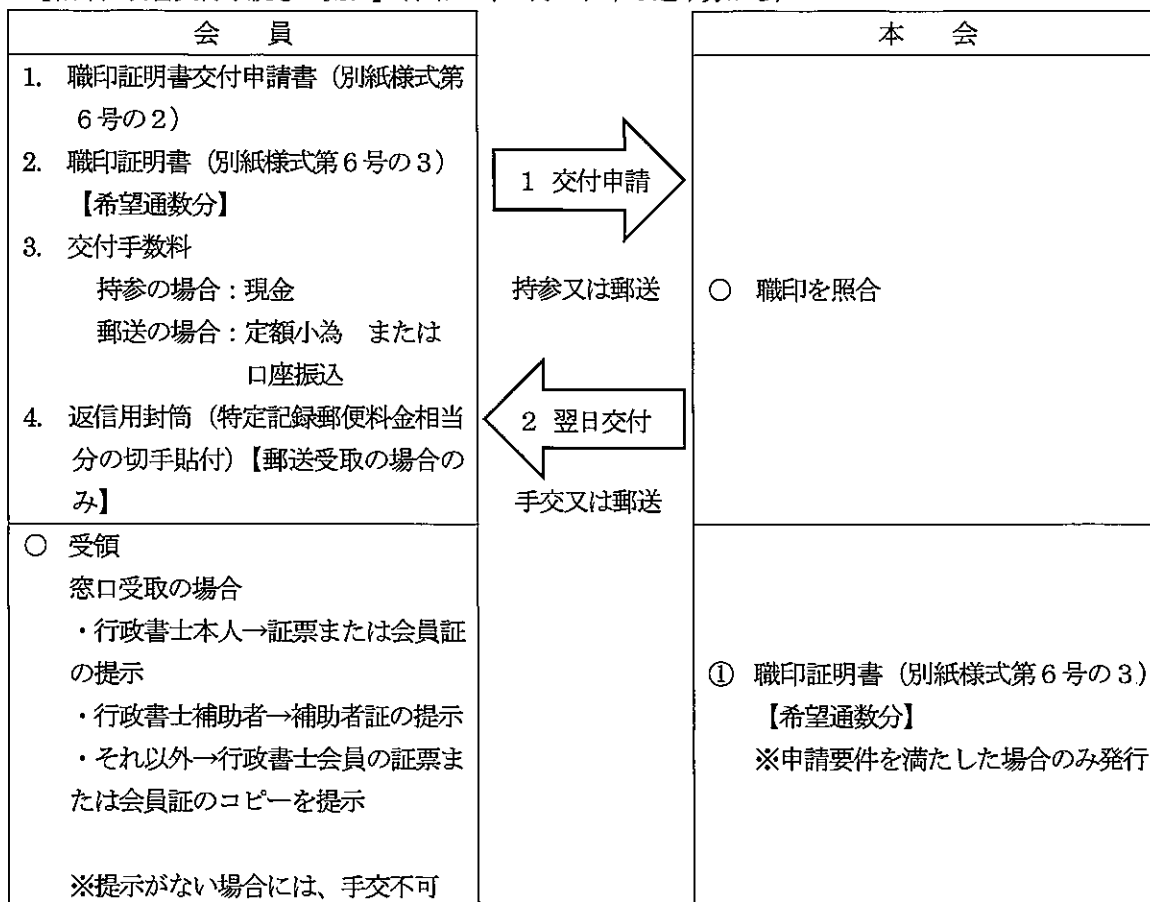 会 員
1. 職印証明書交付申請書（別紙様式第
6号の2）
2. 職印証明書（別紙様式第6号の3）
【希望通数分】
3. 交付手数料
持参の場合：現金
郵送の場合：定額小為 または
口座振込
4. 返信用封筒（特定記録郵便料金相当
分の切手貼付）【郵送受取の場合の
み】
1 交付申請
持参又は郵送
2 翌日交付
手交又は郵送
本 会
○ 職印を照合
○ 受領
窓口受取の場合
・行政書士本人→証票または会員証
の提示
・行政書士補助者→補助者証の提示
・それ以外→行政書士会員の証票ま
たは会員証のコピーを提示
※提示がない場合には、手交不可
① 職印証明書（別紙様式第6号の3）
【希望通数分】
※申請要件を満たした場合のみ発行